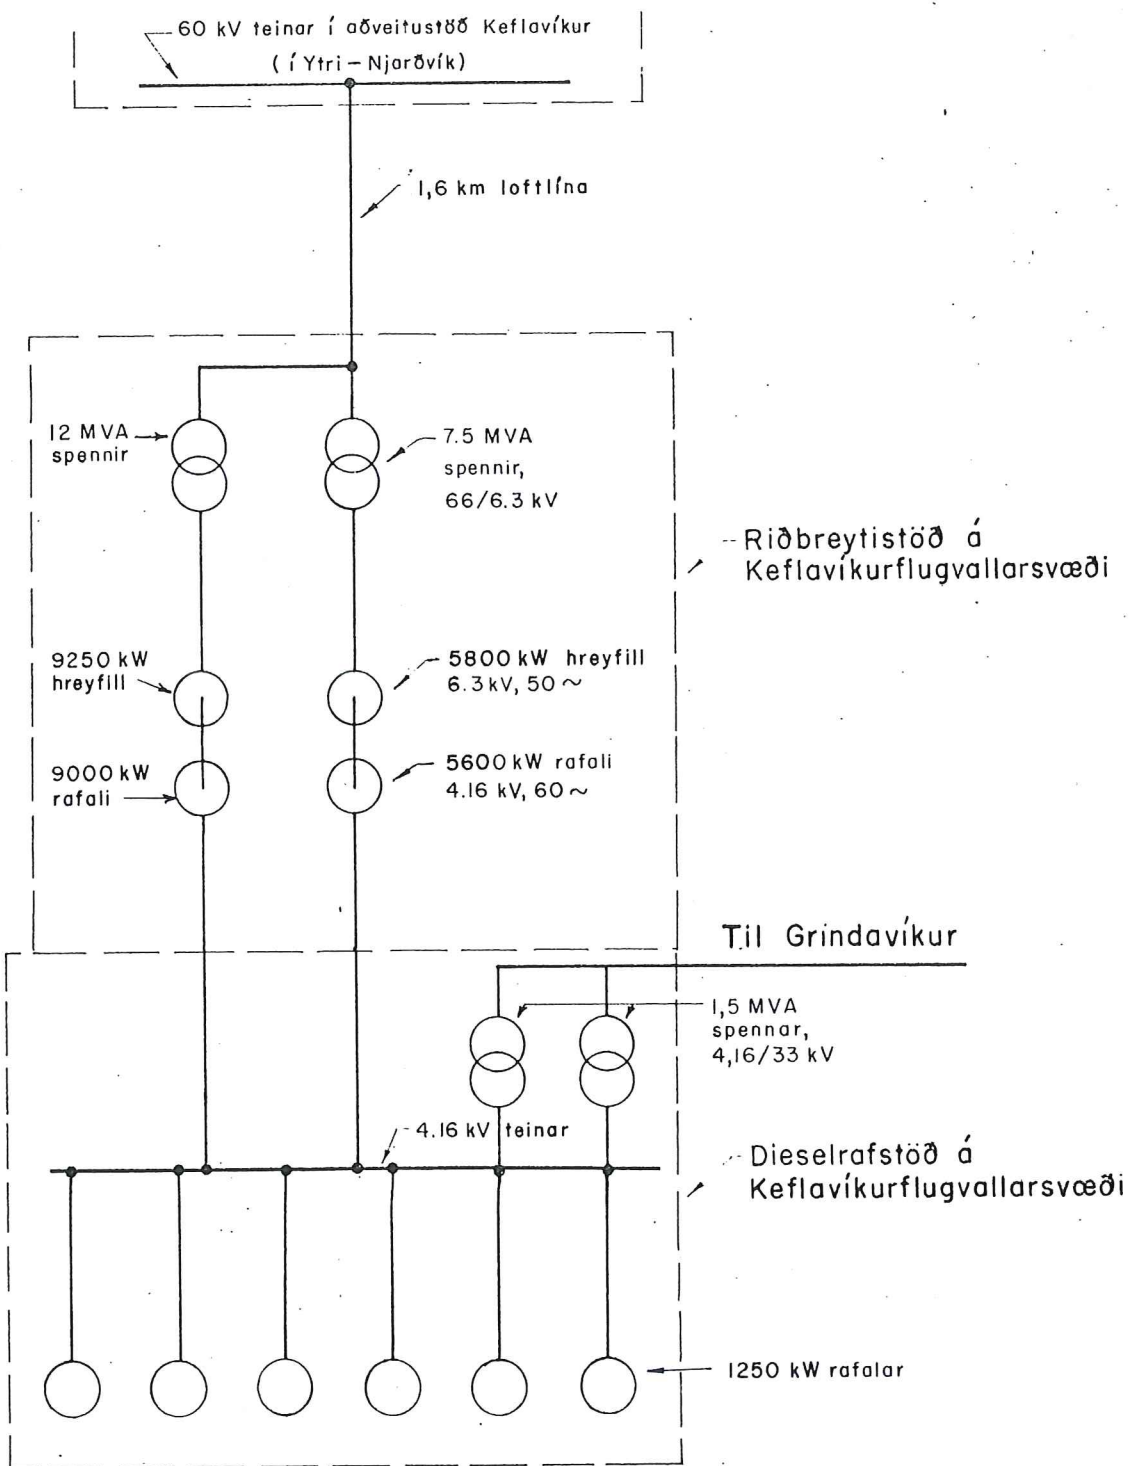 60 kV teinar í aðveitustöð Keflavíkur
( í Ytri - Njarðvík)
1,6 km loftlína
12 MVA
spennir
7.5 MVA
spennir,
66/6.3 kV
-- Riðbreytistöð á
Keflavíkurflugvallarsvæði
9250 kW
hreyfill
5800 kW hreyfill
6.3 kV, 50 ~
9000 kW
rafali
5600 kW rafali
4.16 kV, 60 ~
Til Grindavíkur
1,5 MVA
spennar,
4,16/33 kV
4.16 kV teinar
Dieselrafstöð á
Keflavíkurflugvallarsvæði
1250 kW rafalar